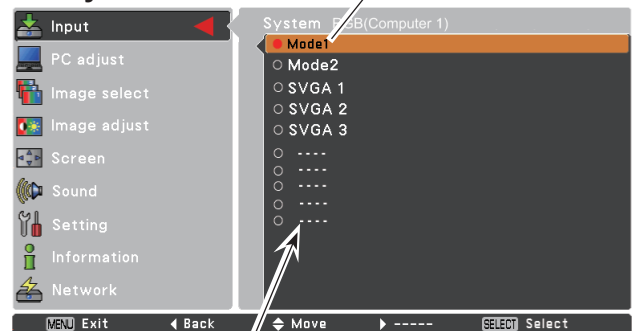 Input
PC adjust
Image select
Image adjust
Screen
Sound
Setting
Information
Network
System RGB(Computer 1)
Mode1
Mode2
SVGA 1
SVGA 2
SVGA 3
----
----
----
----
----
MENU Exit ◀ Back ◆ Move ▶ ----- SELECT Select